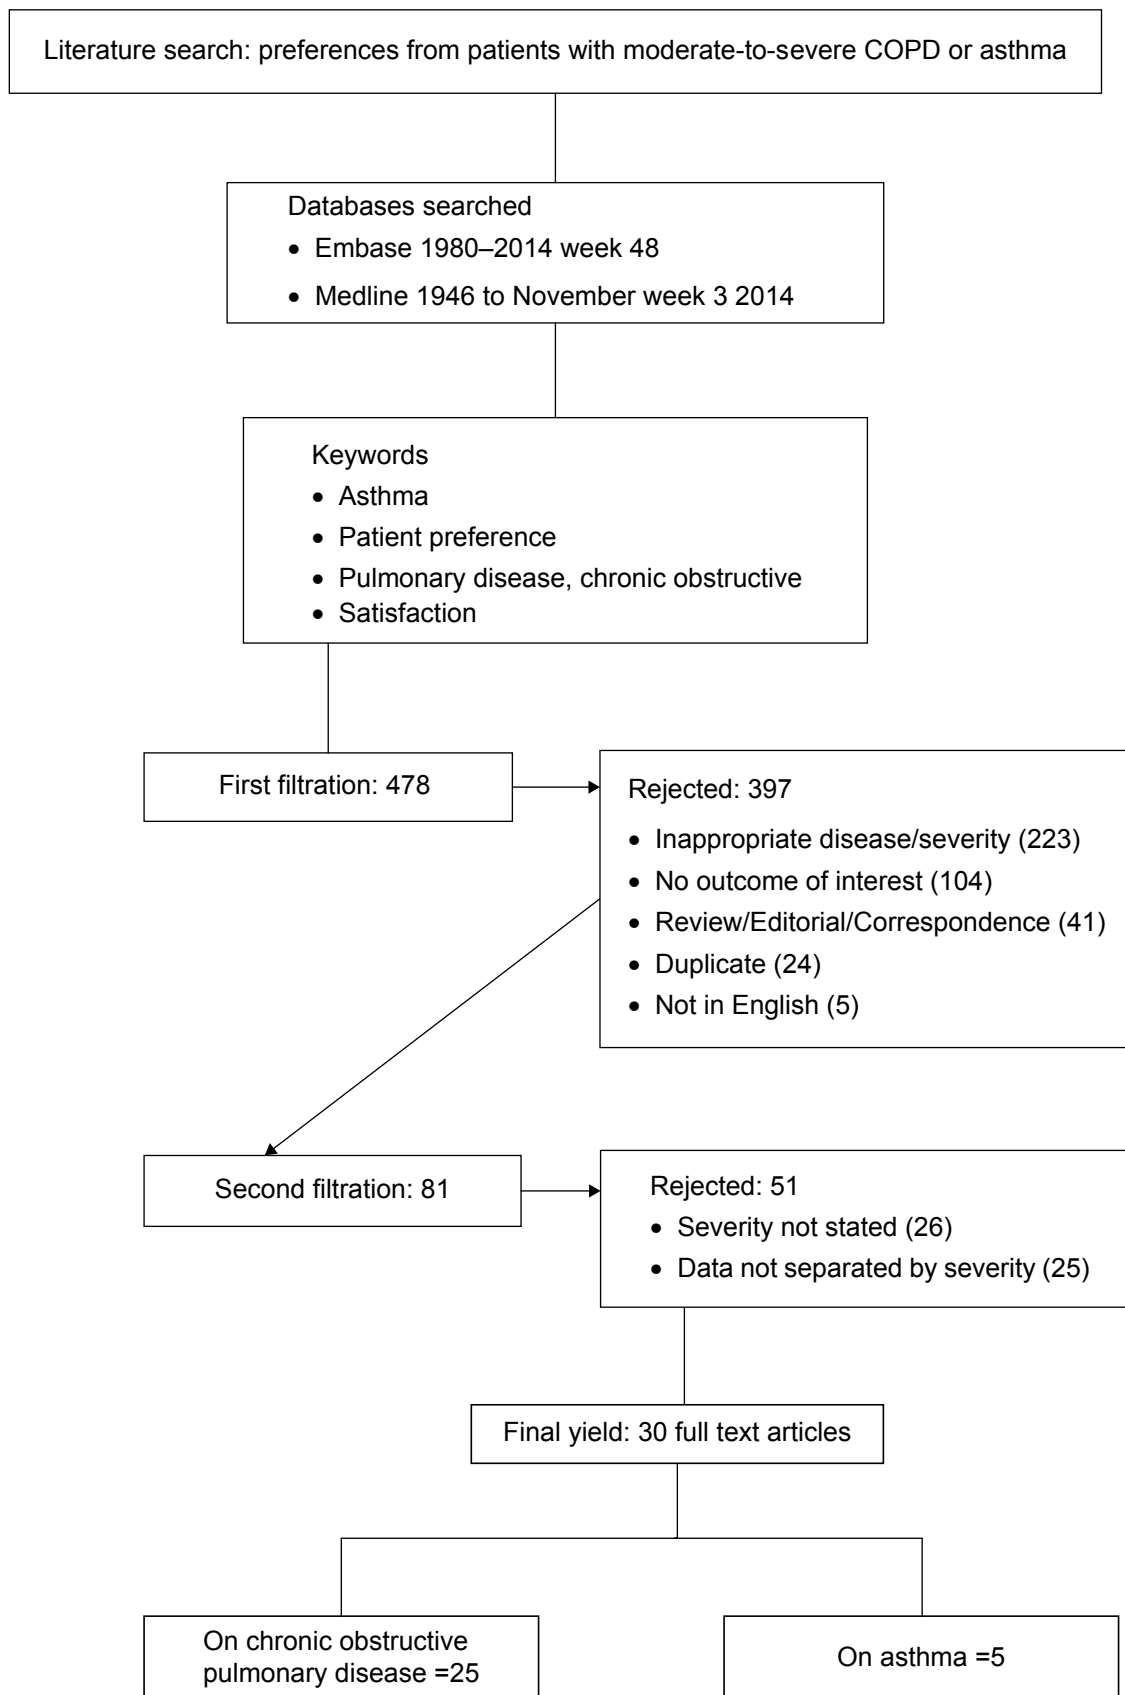 Literature search: preferences from patients with moderate-to-severe COPD or asthma
Databases searched
• Embase 1980–2014 week 48
• Medline 1946 to November week 3 2014
Keywords
• Asthma
• Patient preference
• Pulmonary disease, chronic obstructive
• Satisfaction
First filtration: 478
Rejected: 397
• Inappropriate disease/severity (223)
• No outcome of interest (104)
• Review/Editorial/Correspondence (41)
• Duplicate (24)
• Not in English (5)
Second filtration: 81
Rejected: 51
• Severity not stated (26)
• Data not separated by severity (25)
Final yield: 30 full text articles
On chronic obstructive
pulmonary disease =25
On asthma =5